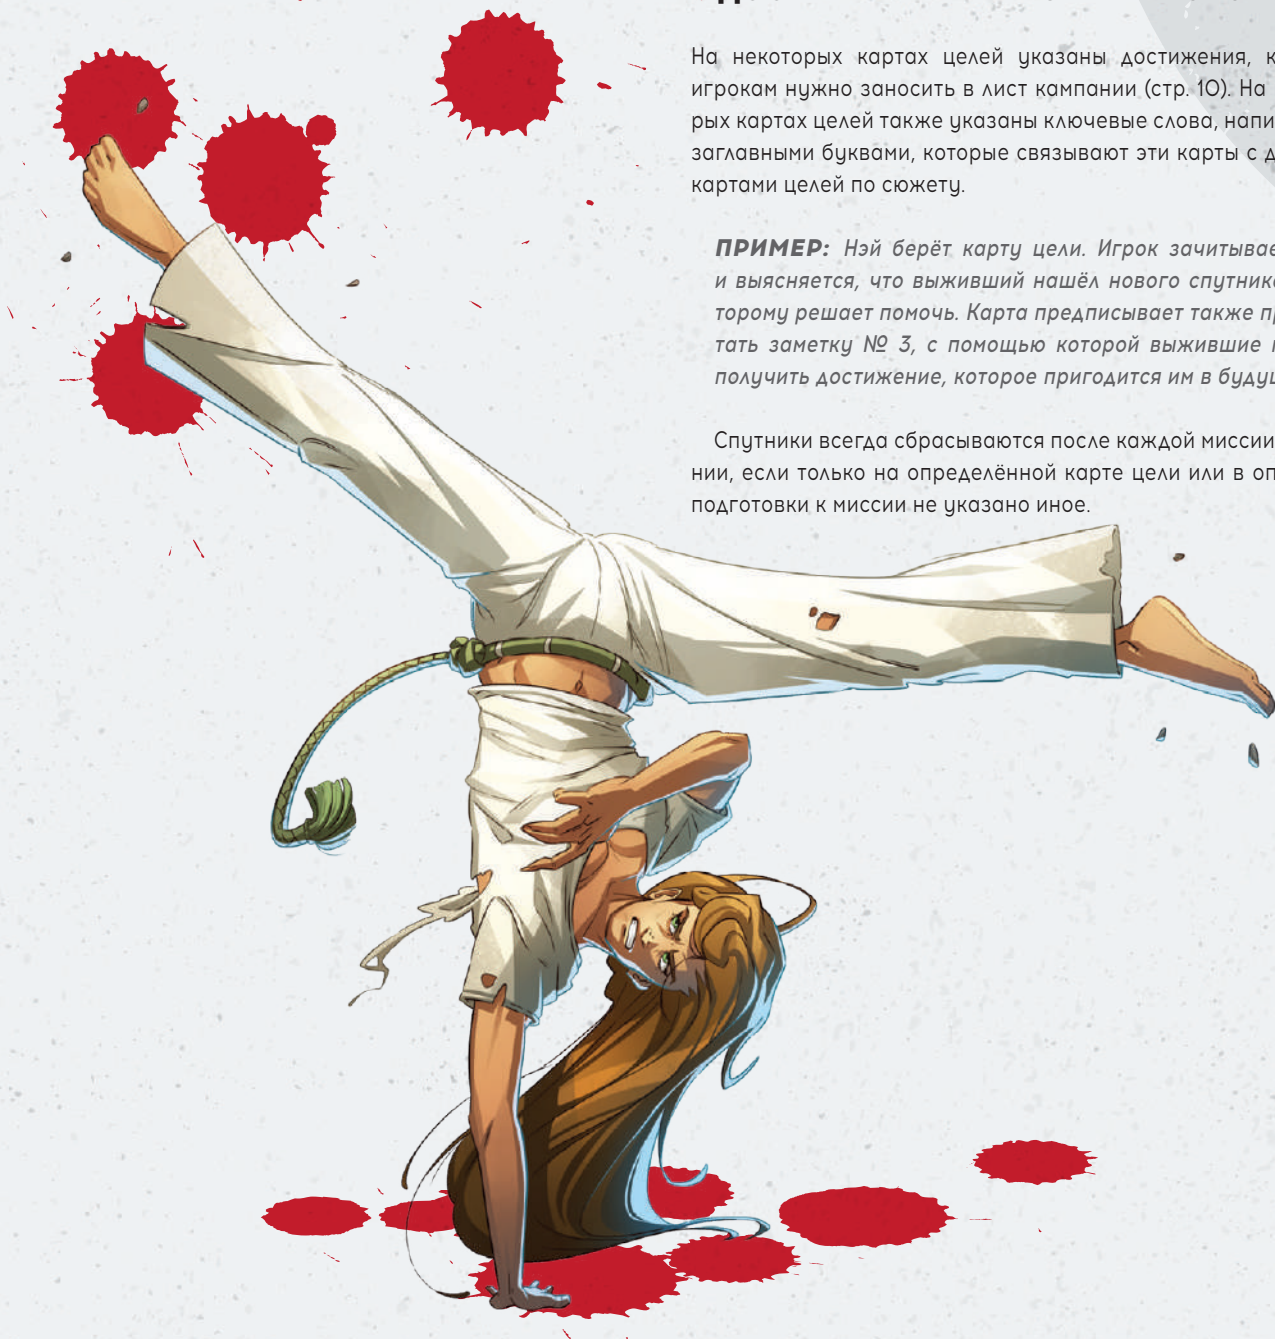 На некоторых картах целей указаны достижения, к
игрокам нужно заносить в лист кампании (стр. 10). На
рых картах целей также указаны ключевые слова, напи
заглавными буквами, которые связывают эти карты с д
картами целей по сюжету.
ПРИМЕР: Нэй берёт карту цели. Игрок зачитывае
и выясняется, что выживший нашёл нового спутник
торому решает помочь. Карта предписывает также п
тать заметку № 3, с помощью которой выжившие
получить достижение, которое пригодится им в буду
Спутники всегда сбрасываются после каждой миссии
нии, если только на определённой карте цели или в оп
подготовки к миссии не указано иное.